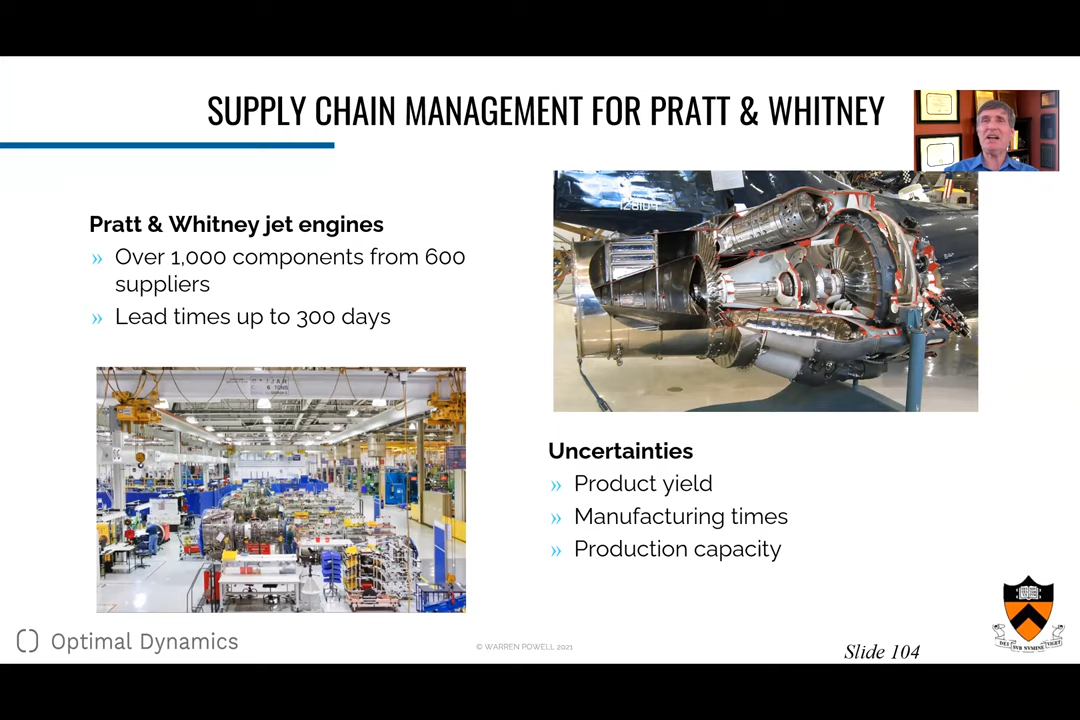 SUPPLY CHAIN MANAGEMENT FOR PRATT & WHITNEY
Pratt & Whitney jet engines
» Over 1,000 components from 600
suppliers
» Lead times up to 300 days
Uncertainties
» Product yield
» Manufacturing times
» Production capacity
Optimal Dynamics
© WARREN POWELL 2021
Slide 104